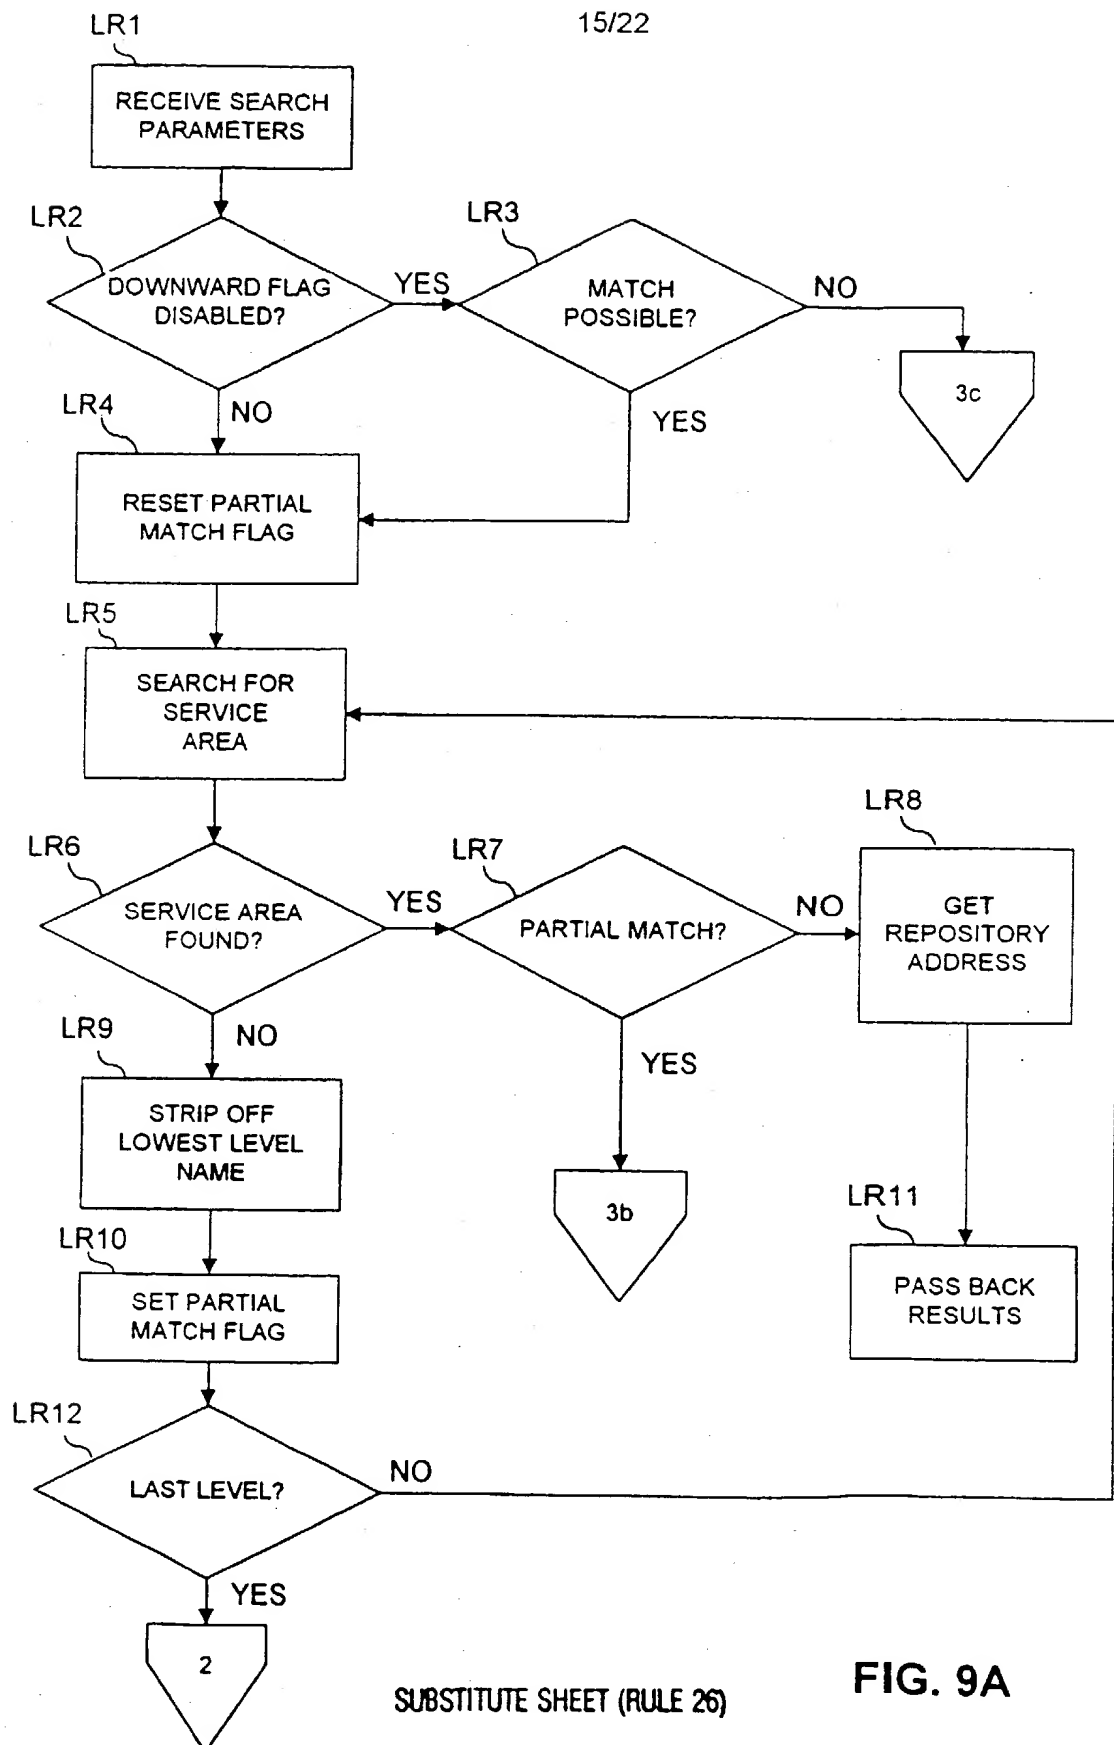 15/22
LR1
RECEIVE SEARCH
PARAMETERS
LR2
DOWNWARD FLAG
DISABLED?
YES
LR3
MATCH
POSSIBLE?
NO
3c
YES
NO
LR4
RESET PARTIAL
MATCH FLAG
LR5
SEARCH FOR
SERVICE
AREA
LR6
SERVICE AREA
FOUND?
YES
LR7
PARTIAL MATCH?
NO
LR8
GET
REPOSITORY
ADDRESS
NO
YES
3b
LR9
STRIP OFF
LOWEST LEVEL
NAME
LR11
PASS BACK
RESULTS
LR10
SET PARTIAL
MATCH FLAG
LR12
LAST LEVEL?
NO
YES
2
SUBSTITUTE SHEET (RULE 26)
FIG. 9A